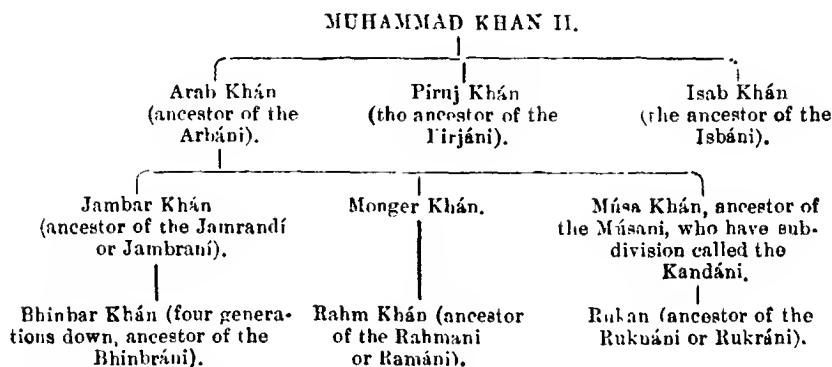 MUHAMMAD KHAN II.
Arab Khán
(ancestor of the
Arbáni).
Píruj Khán
(tho ancestor of the
Pirjáni).
Isab Khán
(the ancestor of the
Isbáni).
Jambar Khán
(ancestor of the Jamrandí
or Jambraní).
Monger Khán.
Músa Khán, ancestor of
the Músani, who have sub-
division called the
Kandáni.
Bhinbar Khán (four genera-
tions down, ancestor of the
Bhinbráni).
Rahm Khán (ancestor
of the Rahmani
or Ramáni).
Rukan (ancestor of the
Ruknáni or Rukráni).